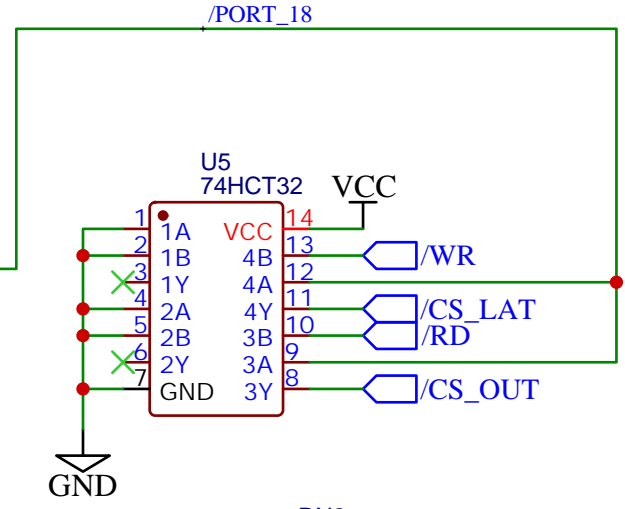 /PORT_18
U5
74HCT32
VCC
1 1A VCC 14
2 1B 4B 13 /WR
3 1Y 4A 12
4 2A 4Y 11 /CS_LAT
5 2B 3B 10 /RD
6 2Y 3A 9
7 GND 3Y 8 /CS_OUT
GND